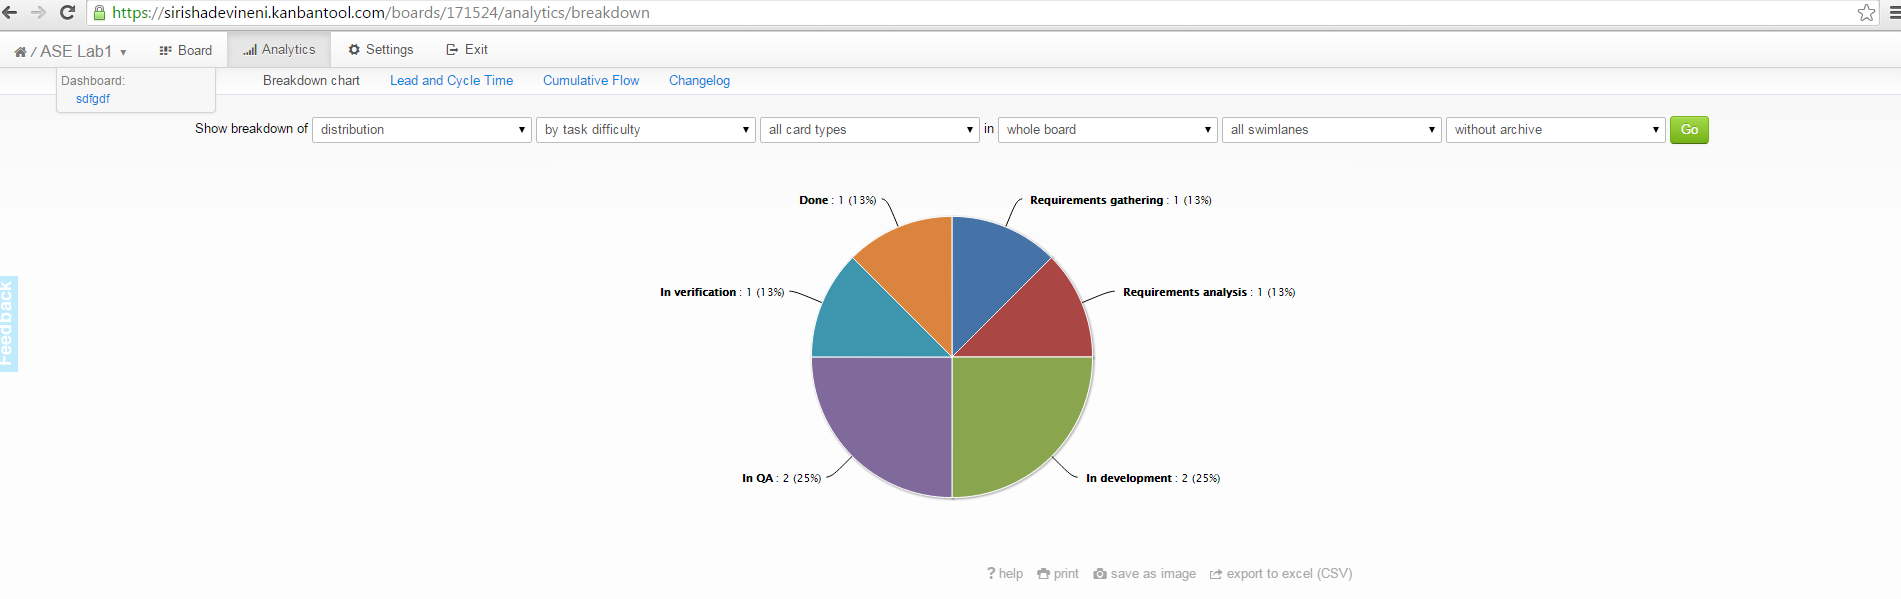 https://sirishadevineni.kanbantool.com/boards/171524/analytics/breakdown
/ ASE Lab1 ▾ Board Analytics Settings Exit
Dashboard:
sdfgdf
Breakdown chart Lead and Cycle Time Cumulative Flow Changelog
Show breakdown of distribution by task difficulty all card types in whole board all swimlanes without archive Go
Done : 1 (13%) Requirements gathering : 1 (13%)
In verification : 1 (13%) Requirements analysis : 1 (13%)
Feedback
In QA : 2 (25%) In development : 2 (25%)
? help print save as image export to excel (CSV)